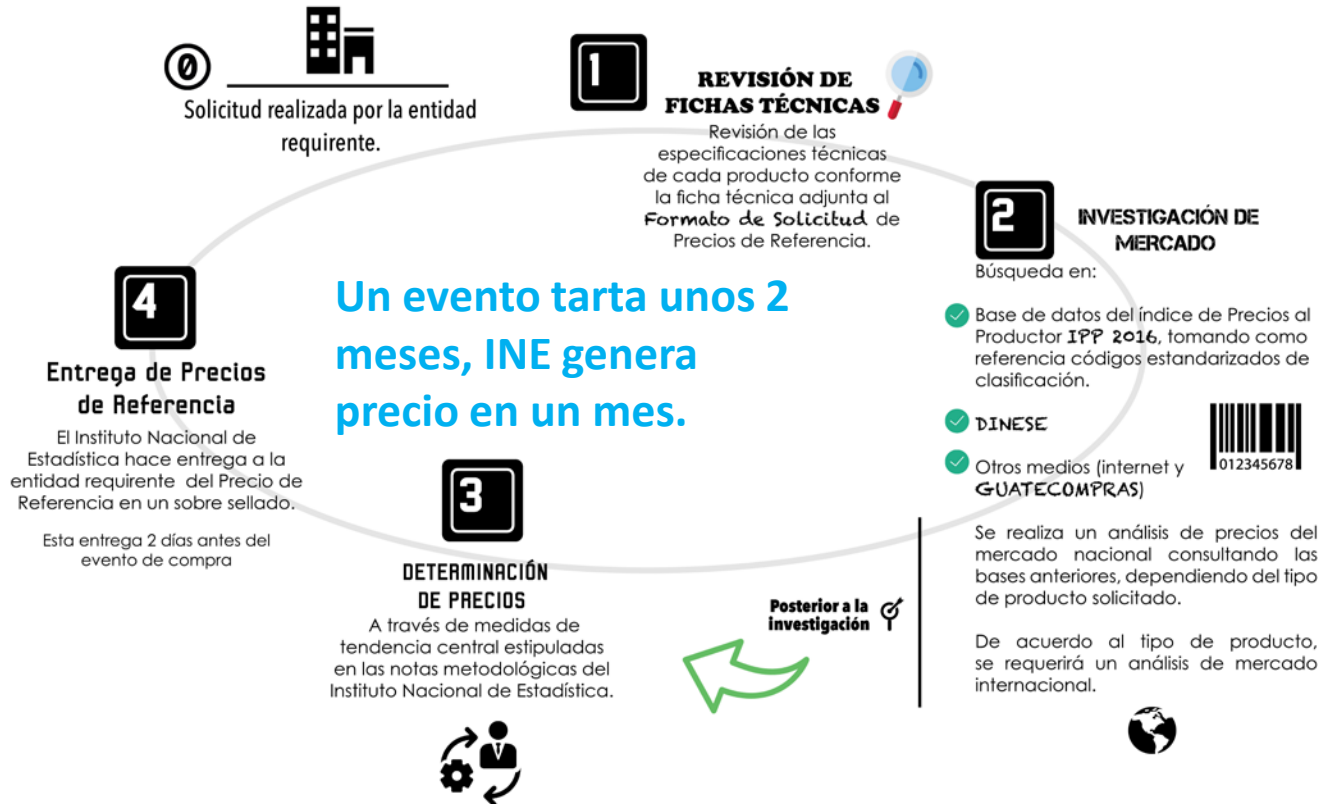 0
Solicitud realizada por la entidad
requirente.
1
REVISIÓN DE
FICHAS TÉCNICAS
Revisión de las
especificaciones técnicas
de cada producto conforme
la ficha técnica adjunta al
Formato de Solicitud de
Precios de Referencia.
2
INVESTIGACIÓN DE
MERCADO
Búsqueda en:
Base de datos del índice de Precios al
Productor IPP 2016, tomando como
referencia códigos estandarizados de
clasificación.
DINESE
Otros medios (internet y
GUATECOMPRAS)
012345678
Se realiza un análisis de precios del
mercado nacional consultando las
bases anteriores, dependiendo del tipo
de producto solicitado.
De acuerdo al tipo de producto,
se requerirá un análisis de mercado
internacional.
Posterior a la
investigación
Un evento tarta unos 2
meses, INE genera
precio en un mes.
3
DETERMINACIÓN
DE PRECIOS
A través de medidas de
tendencia central estipuladas
en las notas metodológicas del
Instituto Nacional de Estadística.
4
Entrega de Precios
de Referencia
El Instituto Nacional de
Estadística hace entrega a la
entidad requirente del Precio de
Referencia en un sobre sellado.
Esta entrega 2 días antes del
evento de compra